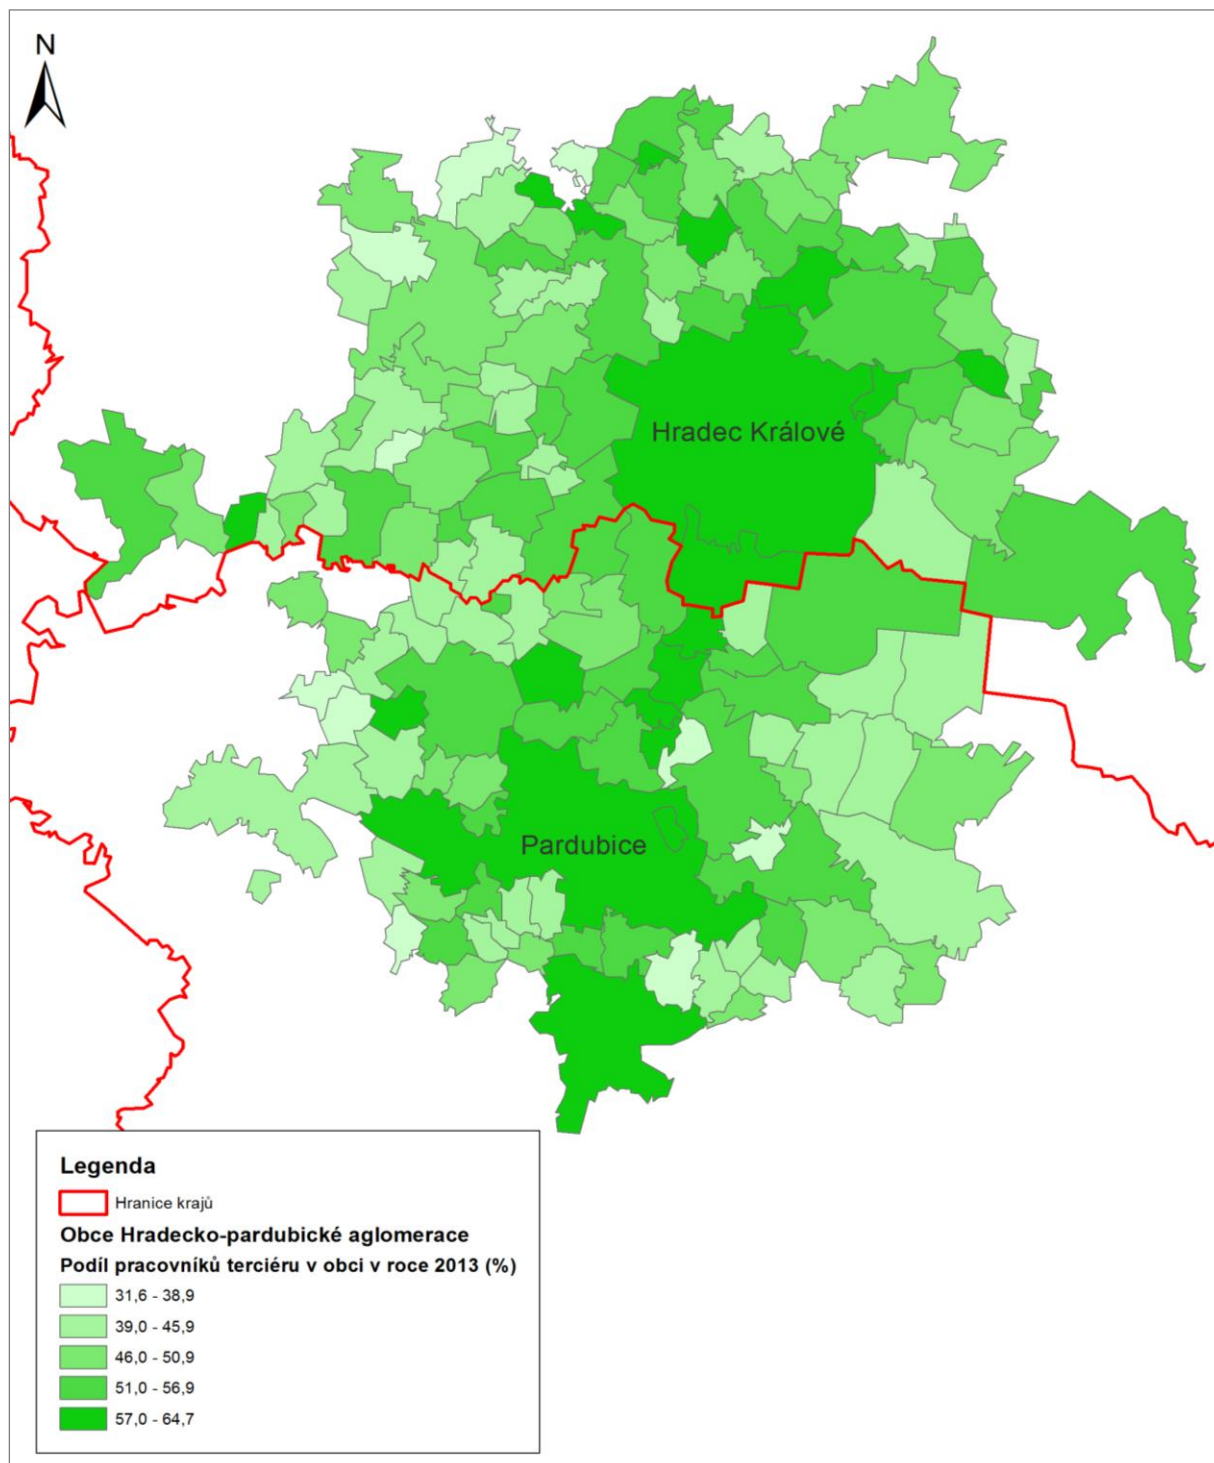 N
Hradec Králové
Pardubice
Legenda
Hranice krajů
Obce Hradecko-pardubické aglomerace
Podíl pracovníků terciéru v obci v roce 2013 (%)
31,6 - 38,9
39,0 - 45,9
46,0 - 50,9
51,0 - 56,9
57,0 - 64,7